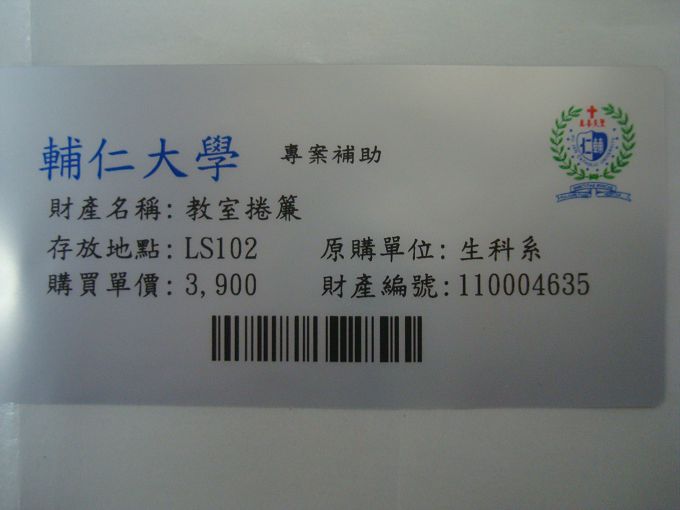 輔仁大學 專案補助
財產名稱: 教室捲簾
存放地點: LS102 原購單位: 生科系
購買單價: 3,900 財產編號: 110004635